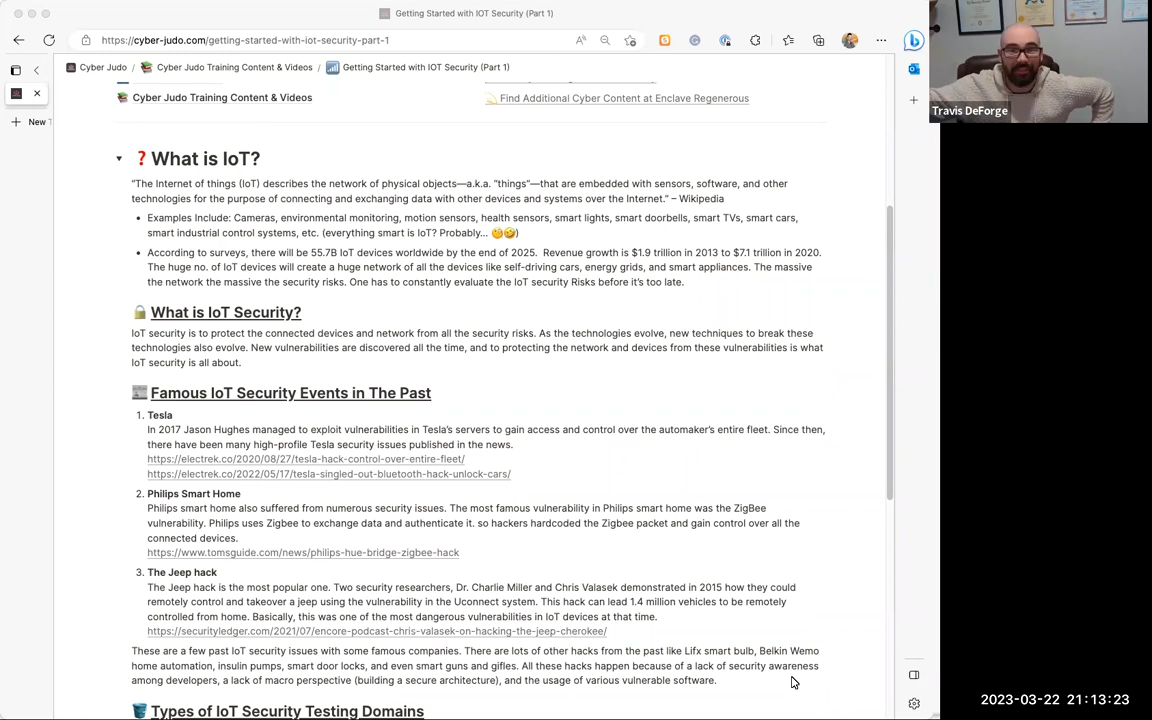 Getting Started with IOT Security (Part 1)
https://cyber-judo.com/getting-started-with-iot-security-part-1
Cyber Judo / Cyber Judo Training Content & Videos / Getting Started with IOT Security (Part 1)
New
Cyber Judo Training Content & Videos
Find Additional Cyber Content at Enclave Regenerous
Travis DeForge
What is IoT?
"The Internet of things (IoT) describes the network of physical objects—a.k.a. "things"—that are embedded with sensors, software, and other
technologies for the purpose of connecting and exchanging data with other devices and systems over the Internet." – Wikipedia
• Examples Include: Cameras, environmental monitoring, motion sensors, health sensors, smart lights, smart doorbells, smart TVs, smart cars,
smart industrial control systems, etc. (everything smart is IoT? Probably... 🧐🤣)
• According to surveys, there will be 55.7B IoT devices worldwide by the end of 2025. Revenue growth is $1.9 trillion in 2013 to $7.1 trillion in 2020.
The huge no. of IoT devices will create a huge network of all the devices like self-driving cars, energy grids, and smart appliances. The massive
the network the massive the security risks. One has to constantly evaluate the IoT security Risks before it's too late.
What is IoT Security?
IoT security is to protect the connected devices and network from all the security risks. As the technologies evolve, new techniques to break these
technologies also evolve. New vulnerabilities are discovered all the time, and to protecting the network and devices from these vulnerabilities is what
IoT security is all about.
Famous IoT Security Events in The Past
1. Tesla
In 2017 Jason Hughes managed to exploit vulnerabilities in Tesla's servers to gain access and control over the automaker's entire fleet. Since then,
there have been many high-profile Tesla security issues published in the news.
https://electrek.co/2020/08/27/tesla-hack-control-over-entire-fleet/
https://electrek.co/2022/05/17/tesla-singled-out-bluetooth-hack-unlock-cars/
2. Philips Smart Home
Philips smart home also suffered from numerous security issues. The most famous vulnerability in Philips smart home was the ZigBee
vulnerability. Philips uses Zigbee to exchange data and authenticate it. so hackers hardcoded the Zigbee packet and gain control over all the
connected devices.
https://www.tomsguide.com/news/philips-hue-bridge-zigbee-hack
3. The Jeep hack
The Jeep hack is the most popular one. Two security researchers, Dr. Charlie Miller and Chris Valasek demonstrated in 2015 how they could
remotely control and takeover a jeep using the vulnerability in the Uconnect system. This hack can lead 1.4 million vehicles to be remotely
controlled from home. Basically, this was one of the most dangerous vulnerabilities in IoT devices at that time.
https://securityledger.com/2021/07/encore-podcast-chris-valasek-on-hacking-the-jeep-cherokee/
These are a few past IoT security issues with some famous companies. There are lots of other hacks from the past like Lifx smart bulb, Belkin Wemo
home automation, insulin pumps, smart door locks, and even smart guns and gifles. All these hacks happen because of a lack of security awareness
among developers, a lack of macro perspective (building a secure architecture), and the usage of various vulnerable software.
Types of IoT Security Testing Domains
2023-03-22 21:13:23